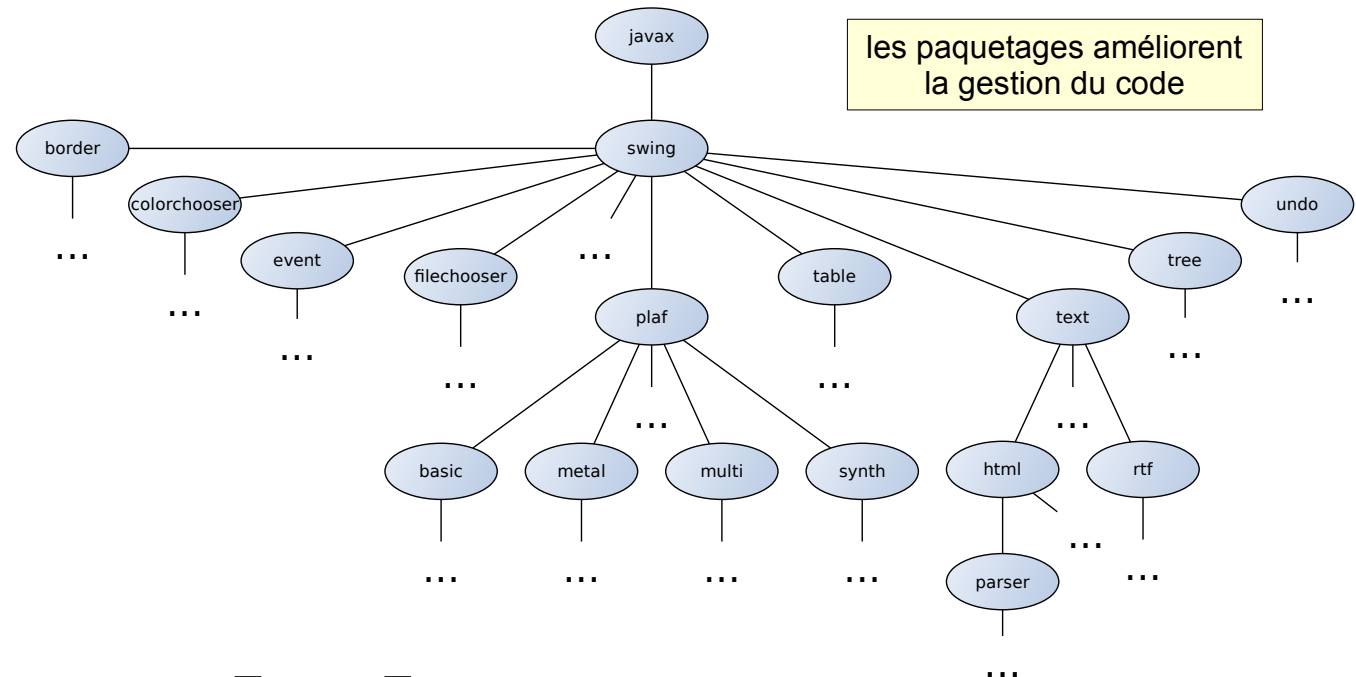 javax
les paquetages améliorent
la gestion du code
border
swing
colorchooser
undo
...
event
...
tree
filechooser
table
...
...
plaf
text
...
...
...
...
...
...
basic
metal
multi
synth
html
rtf
...
...
...
...
...
...
parser
...